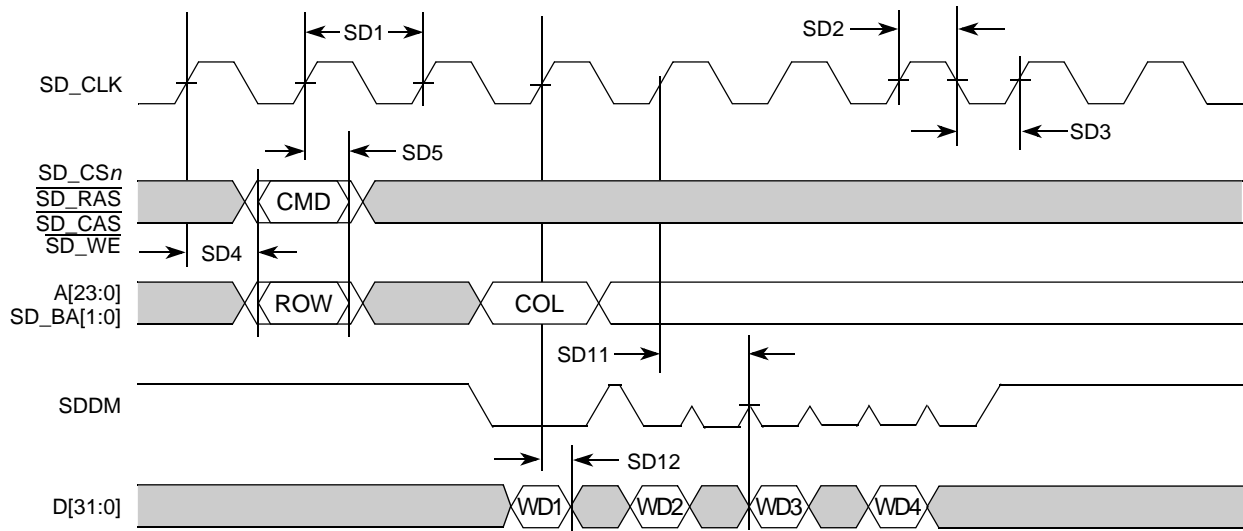 SD1
SD2
SD_CLK
SD3
SD5
SD_CSn
SD_RAS
SD_CAS
SD_WE
CMD
SD4
A[23:0]
SD_BA[1:0]
ROW
COL
SD11
SDDM
SD12
D[31:0]
WD1
WD2
WD3
WD4